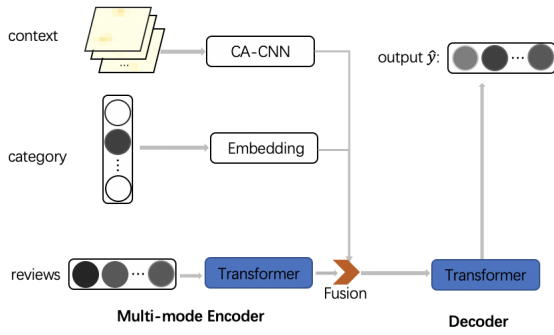 context
...
CA-CNN
output ŷ:
...
category
Embedding
...
reviews
...
Transformer
Fusion
Transformer
Multi-mode Encoder
Decoder